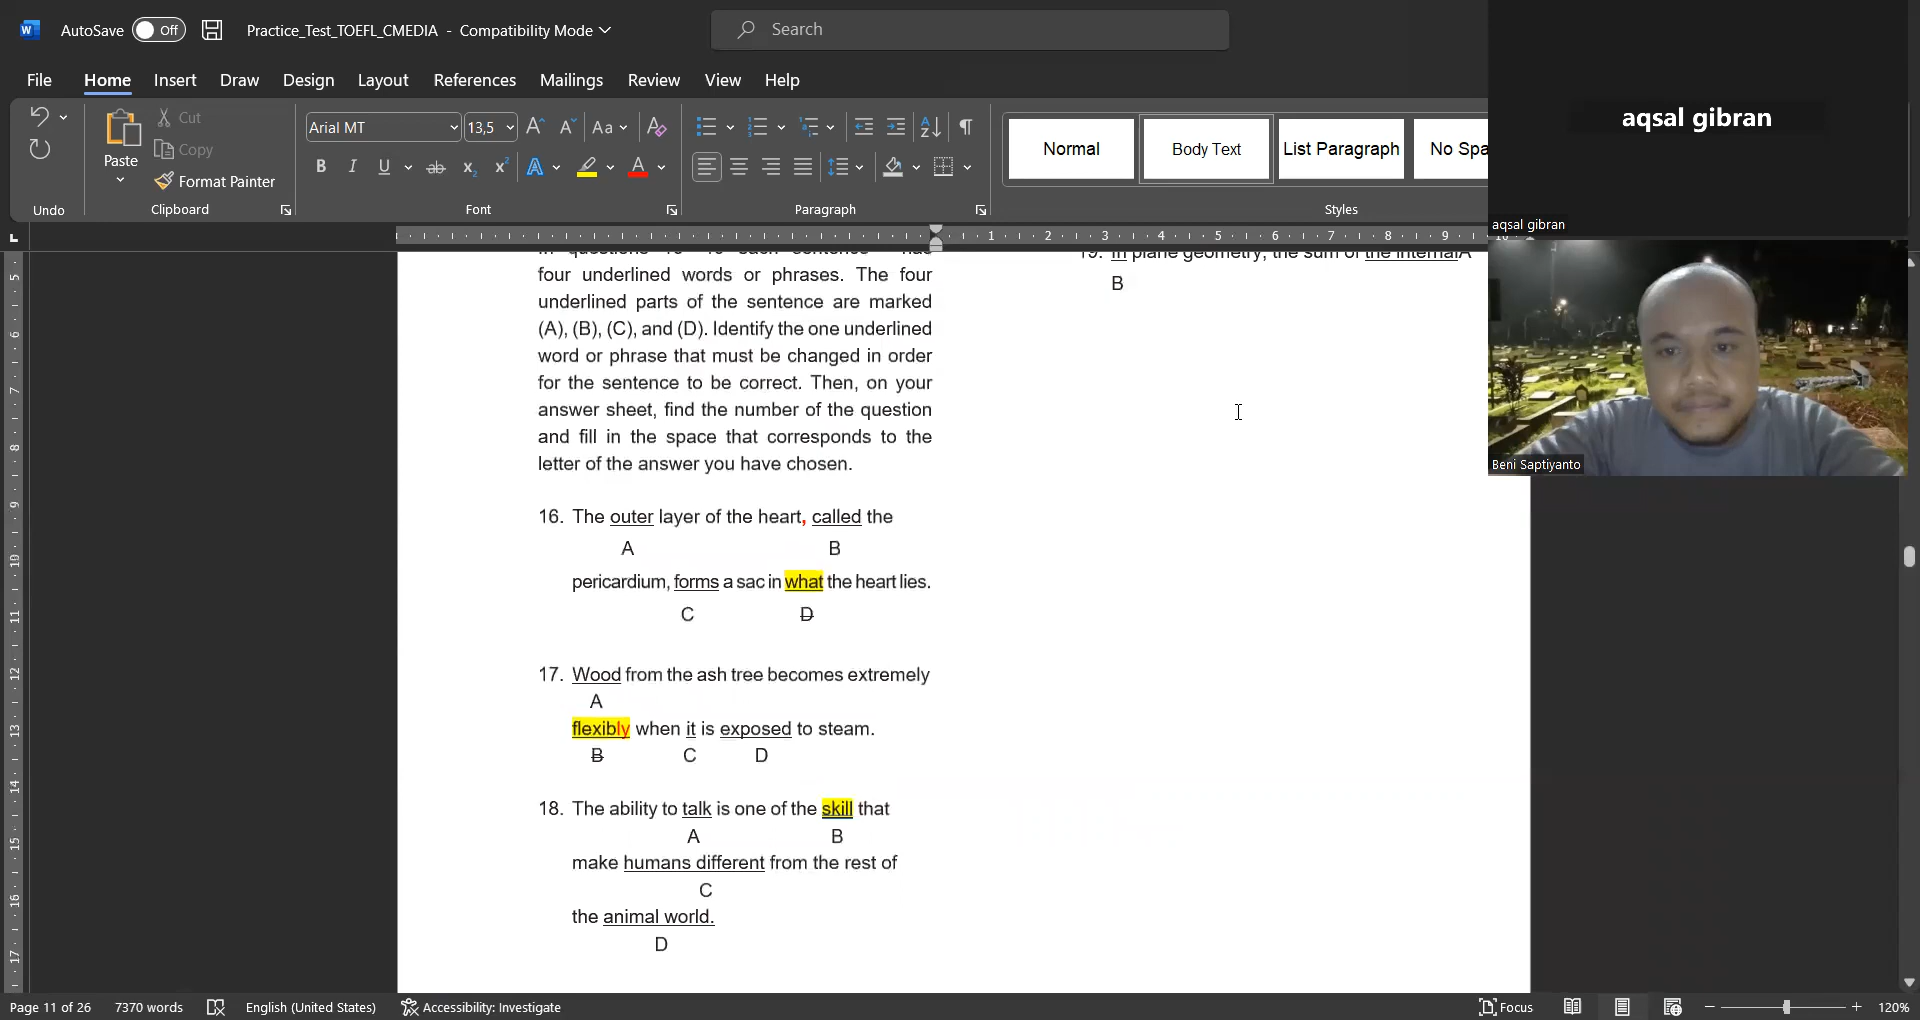 AutoSave Off Practice_Test_TOEFL_CMEDIA - Compatibility Mode Search
File Home Insert Draw Design Layout References Mailings Review View Help
Paste Cut Copy Format Painter
Arial MT 13,5
Normal Body Text List Paragraph No Spa
Undo Clipboard Font Paragraph Styles
aqsal gibran
aqsal gibran
Beni Saptiyanto
four underlined words or phrases. The four
underlined parts of the sentence are marked
(A), (B), (C), and (D). Identify the one underlined
word or phrase that must be changed in order
for the sentence to be correct. Then, on your
answer sheet, find the number of the question
and fill in the space that corresponds to the
letter of the answer you have chosen.
16. The outer layer of the heart, called the
A B
pericardium, forms a sac in what the heart lies.
C D
17. Wood from the ash tree becomes extremely
A
flexibly when it is exposed to steam.
B C D
18. The ability to talk is one of the skill that
A B
make humans different from the rest of
C
the animal world.
D
19. In plane geometry, the sum of the internalA
B
Page 11 of 26 7370 words English (United States) Accessibility: Investigate Focus 120%